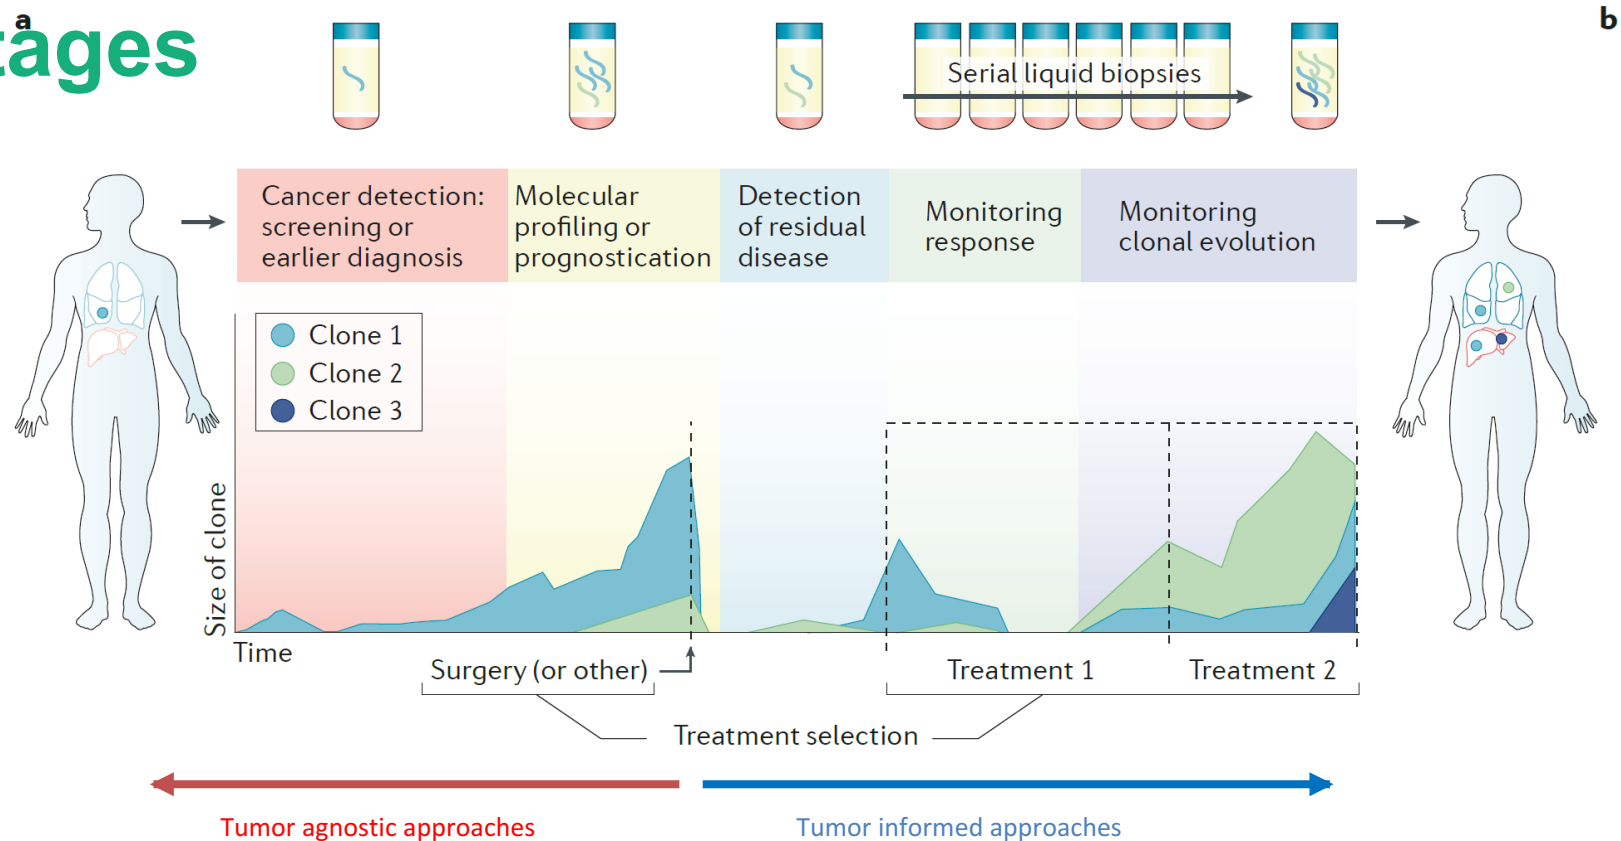 a
tages
b
Serial liquid biopsies
Cancer detection:
screening or
earlier diagnosis
Molecular
profiling or
prognostication
Detection
of residual
disease
Monitoring
response
Monitoring
clonal evolution
Clone 1
Clone 2
Clone 3
Size of clone
Time
Surgery (or other)
Treatment 1
Treatment 2
Treatment selection
Tumor agnostic approaches
Tumor informed approaches